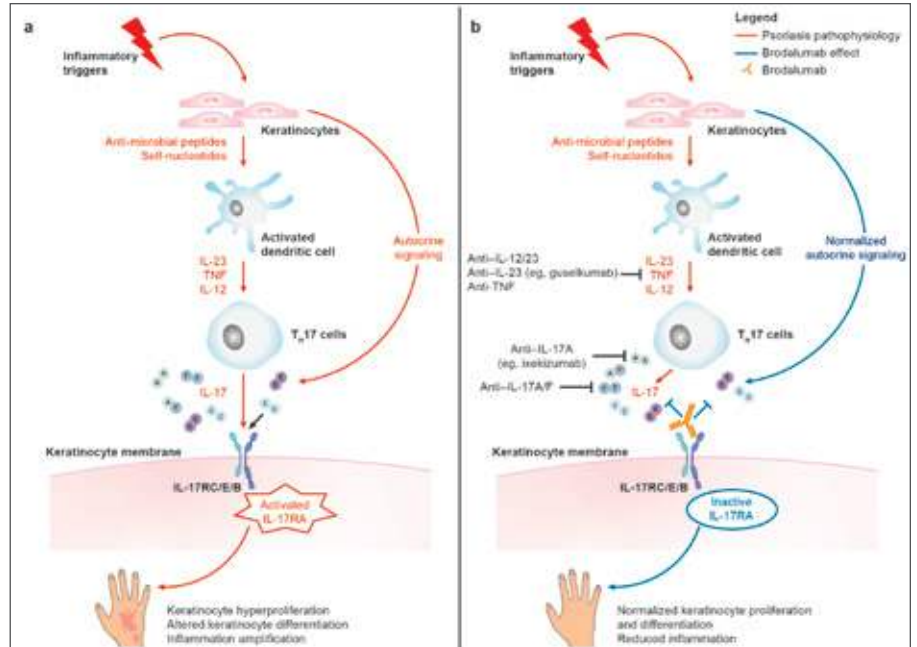 a
Inflammatory
triggers
Keratinocytes
Anti-microbial peptides
Self-nucleotides
Activated
dendritic cell
Autocrine
signaling
IL-23
TNF
IL-12
TH17 cells
IL-17
Keratinocyte membrane
IL-17RC/E/B
Activated
IL-17RA
Keratinocyte hyperproliferation
Altered keratinocyte differentiation
Inflammation amplification
b
Legend
Psoriasis pathophysiology
Brodalumab effect
Brodalumab
Inflammatory
triggers
Keratinocytes
Anti-microbial peptides
Self-nucleotides
Activated
dendritic cell
Normalized
autocrine signaling
Anti–IL-12/23
Anti–IL-23 (eg, guselkumab)
Anti-TNF
IL-23
TNF
IL-12
TH17 cells
Anti–IL-17A
(eg, ixekizumab)
Anti–IL-17A/F
IL-17
Keratinocyte membrane
IL-17RC/E/B
Inactive
IL-17RA
Normalized keratinocyte proliferation
and differentiation
Reduced inflammation